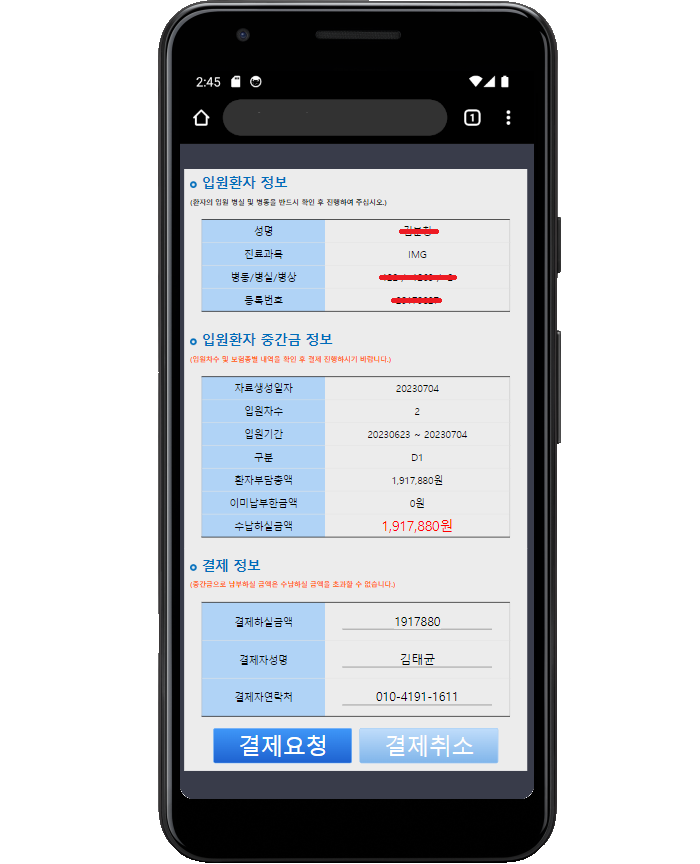 2:45
1
입원환자 정보
(환자의 입원 병실 및 병동을 반드시 확인 후 진행하여 주십시오.)
성명
진료과목 IMG
병동/병실/병상
등록번호
입원환자 중간금 정보
(입원차수 및 보험종별 내역을 확인 후 결제 진행하시기 바랍니다.)
자료생성일자 20230704
입원차수 2
입원기간 20230623 ~ 20230704
구분 D1
환자부담총액 1,917,880원
이미납부한금액 0원
수납하실금액 1,917,880원
결제 정보
(중간금으로 납부하실 금액은 수납하실 금액을 초과할 수 없습니다.)
결제하실금액 1917880
결제자성명 김태균
결제자연락처 010-4191-1611
결제요청 결제취소